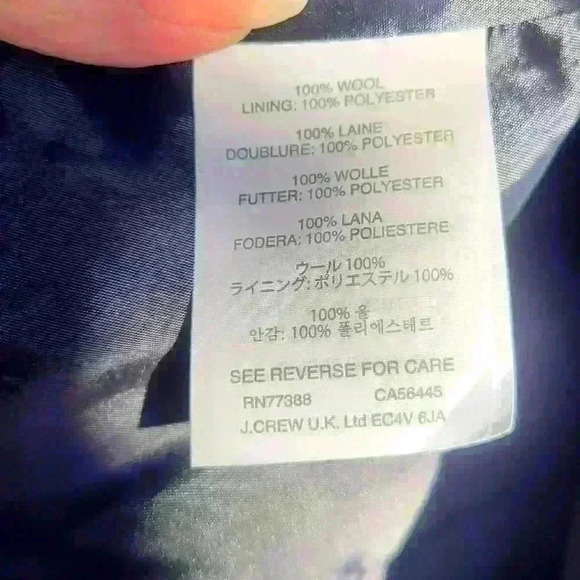 100% WOOL
LINING: 100% POLYESTER
100% LAINE
DOUBLURE: 100% POLYESTER
100% WOLLE
FUTTER: 100% POLYESTER
100% LANA
FODERA: 100% POLIESTERE
ウール 100%
ライニング: ポリエステル 100%
100% 울
안감: 100% 폴리에스테르
SEE REVERSE FOR CARE
RN77388 CA56445
J.CREW U.K. Ltd EC4V 6JA